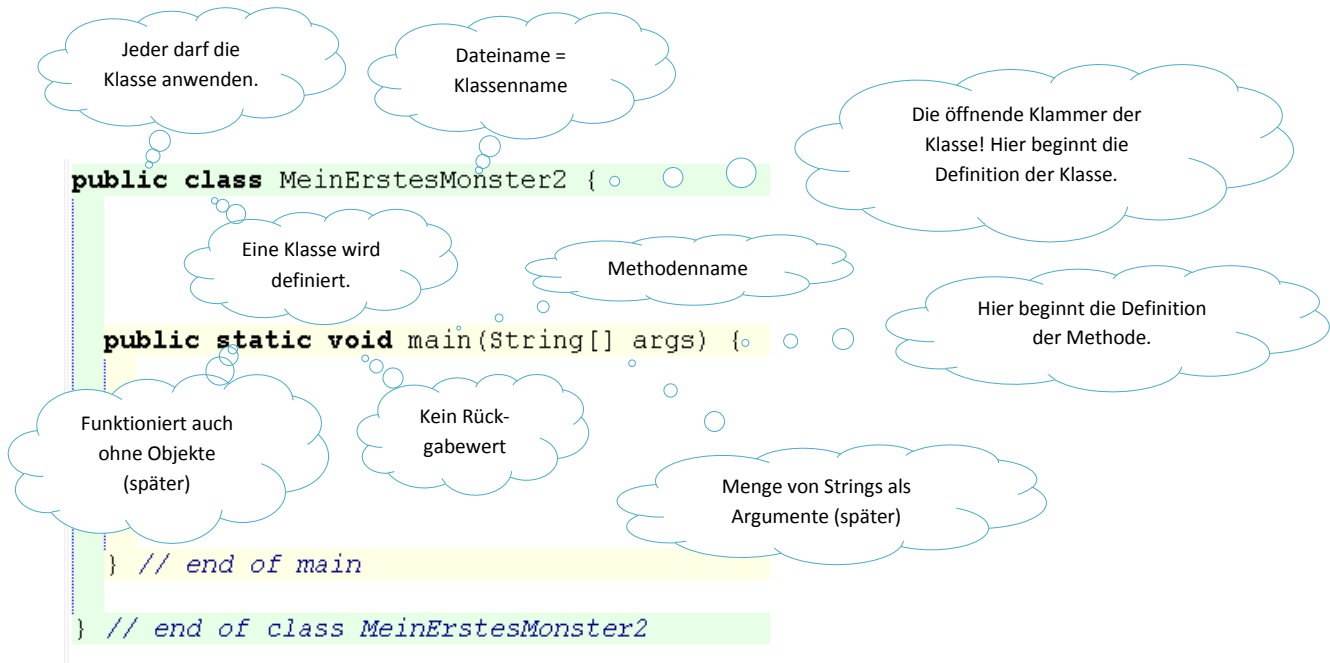 Jeder darf die
Klasse anwenden.
Dateiname =
Klassenname
Die öffnende Klammer der
Klasse! Hier beginnt die
Definition der Klasse.
public class MeinErstesMonster2 {
Eine Klasse wird
definiert.
Methodenname
Hier beginnt die Definition
der Methode.
public static void main(String[] args) {
Funktioniert auch
ohne Objekte
(später)
Kein Rück-
gabewert
Menge von Strings als
Argumente (später)
} // end of main
} // end of class MeinErstesMonster2